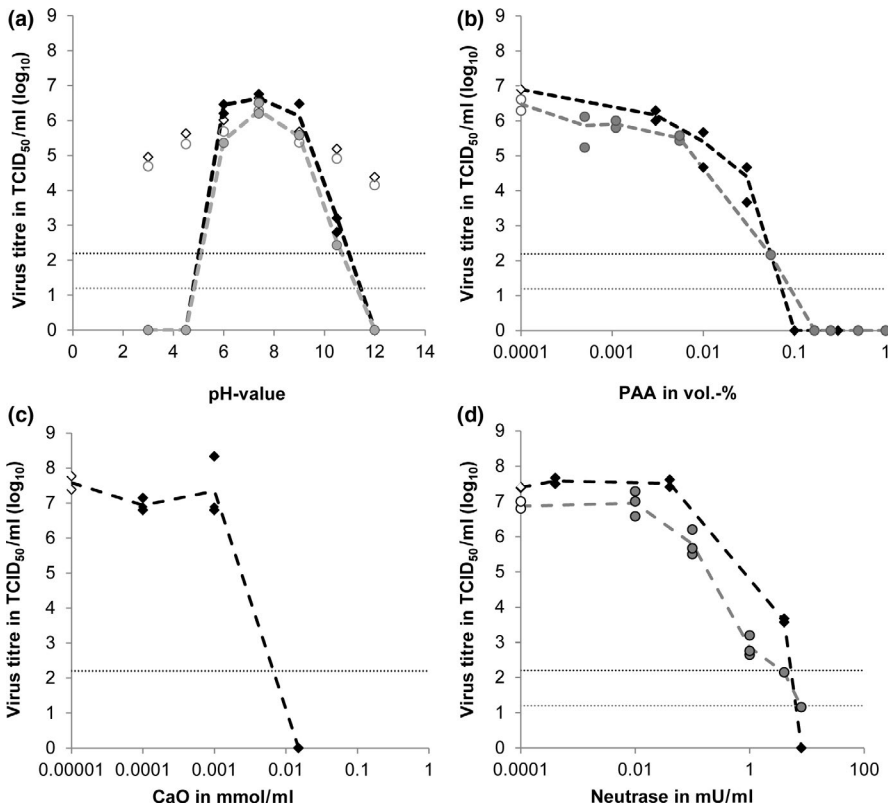 (a)
Virus titre in TCID50/ml (log10)
9
8
7
6
5
4
3
2
1
0
0 2 4 6 8 10 12 14
pH-value
(b)
Virus titre in TCID50/ml (log10)
9
8
7
6
5
4
3
2
1
0
0.0001 0.001 0.01 0.1 1
PAA in vol.-%
(c)
Virus titre in TCID50/ml (log10)
9
8
7
6
5
4
3
2
1
0
0.00001 0.0001 0.001 0.01 0.1 1
CaO in mmol/ml
(d)
Virus titre in TCID50/ml (log10)
9
8
7
6
5
4
3
2
1
0
0.0001 0.01 1 100
Neutrase in mU/ml